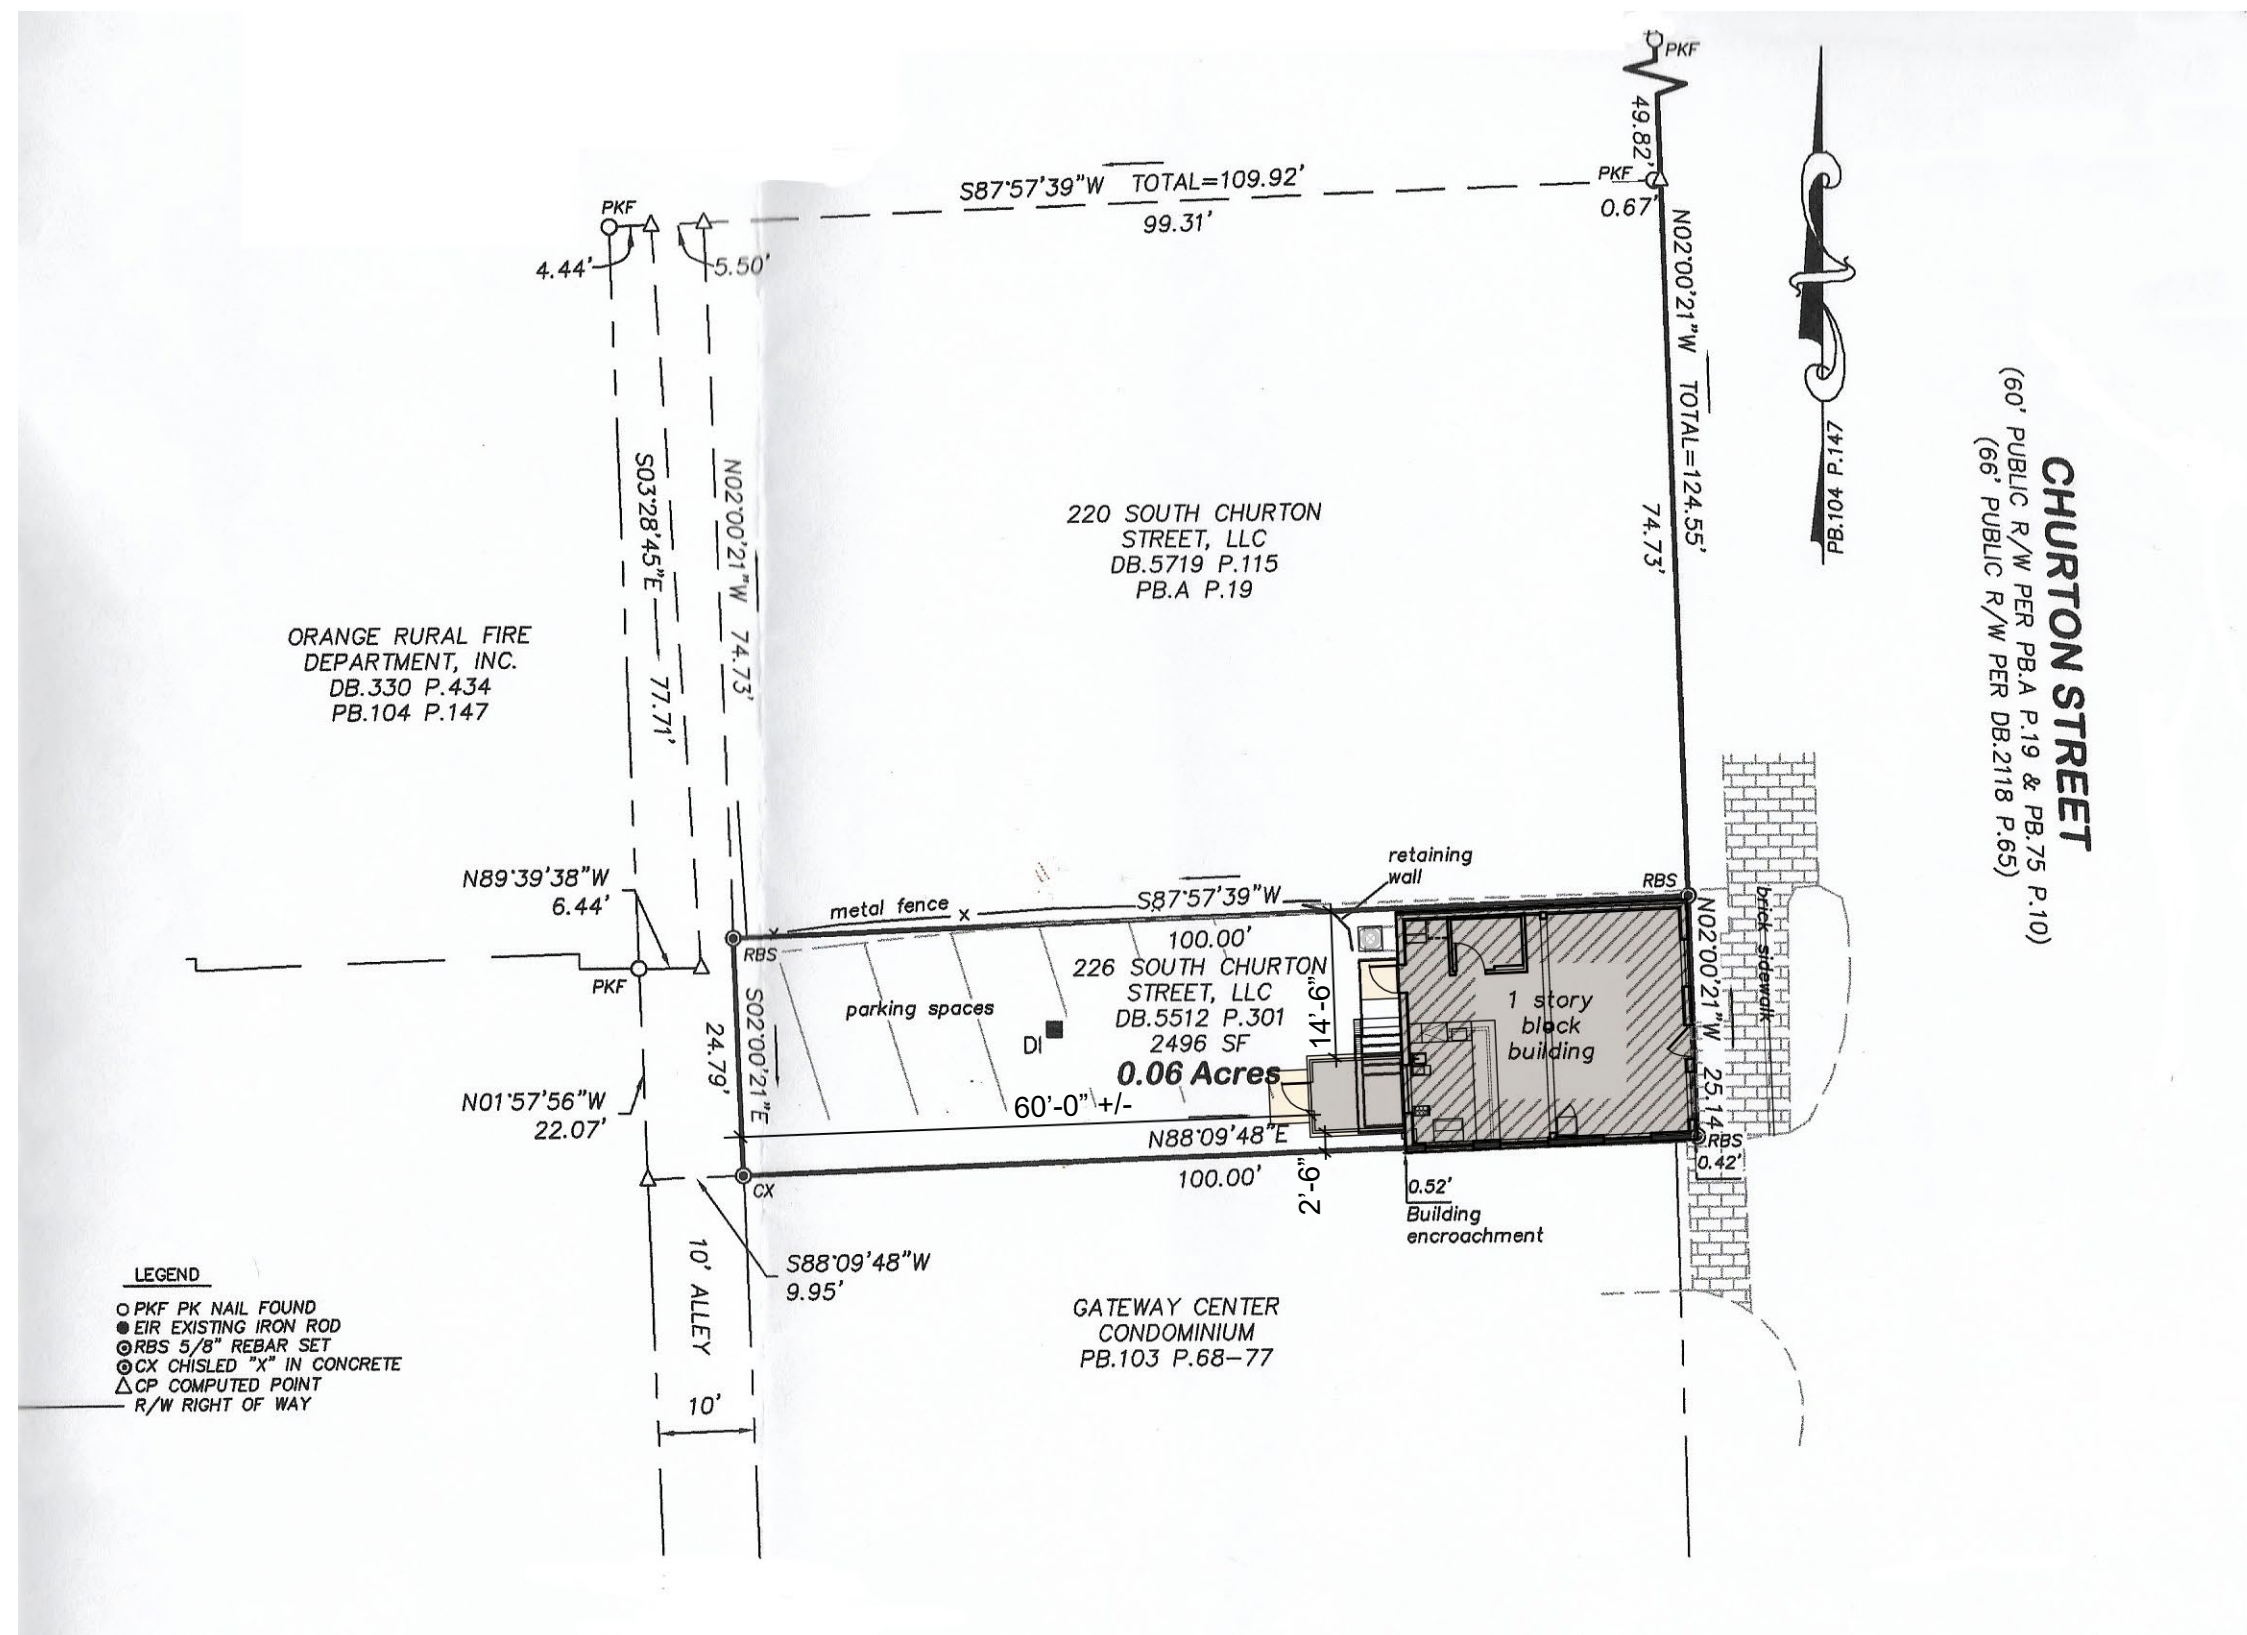 PKF
49.82'
S87°57'39"W TOTAL=109.92'
99.31'
PKF
0.67'
PKF
4.44'
5.50'
N02°00'21"W TOTAL=124.55'
74.73'
PB.104 P.147
CHURTON STREET
(60' PUBLIC R/W PER PB.A P.19 & PB.75 P.10)
(66' PUBLIC R/W PER DB.2118 P.65)
S03°28'45"E 77.71'
N02°00'21"W 74.73'
220 SOUTH CHURTON
STREET, LLC
DB.5719 P.115
PB.A P.19
ORANGE RURAL FIRE
DEPARTMENT, INC.
DB.330 P.434
PB.104 P.147
retaining
wall
RBS
N89°39'38"W
6.44'
metal fence x
S87°57'39"W
100.00'
x
RBS
PKF
226 SOUTH CHURTON
STREET, LLC
DB.5512 P.301
2496 SF
0.06 Acres
parking spaces
DI
14'-9"
1 story
block
building
brick sidewalk
N02°00'21"W 25.14'
S02°00'21"E
24.79'
60'-0" +/-
N01°57'56"W
22.07'
N88°09'48"E
100.00'
2'-6"
RBS
0.42'
CX
0.52'
Building
encroachment
S88°09'48"W
9.95'
10' ALLEY
10'
GATEWAY CENTER
CONDOMINIUM
PB.103 P.68-77
LEGEND
PKF PK NAIL FOUND
EIR EXISTING IRON ROD
RBS 5/8" REBAR SET
CX CHISLED "X" IN CONCRETE
CP COMPUTED POINT
R/W RIGHT OF WAY